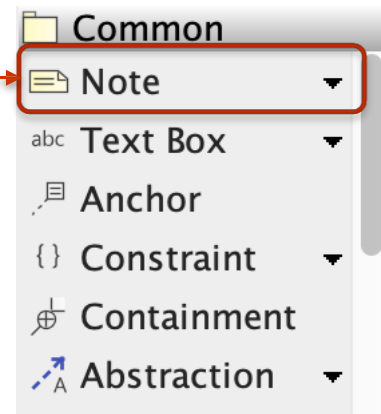 Common
Note
abc Text Box
Anchor
{} Constraint
Containment
A Abstraction